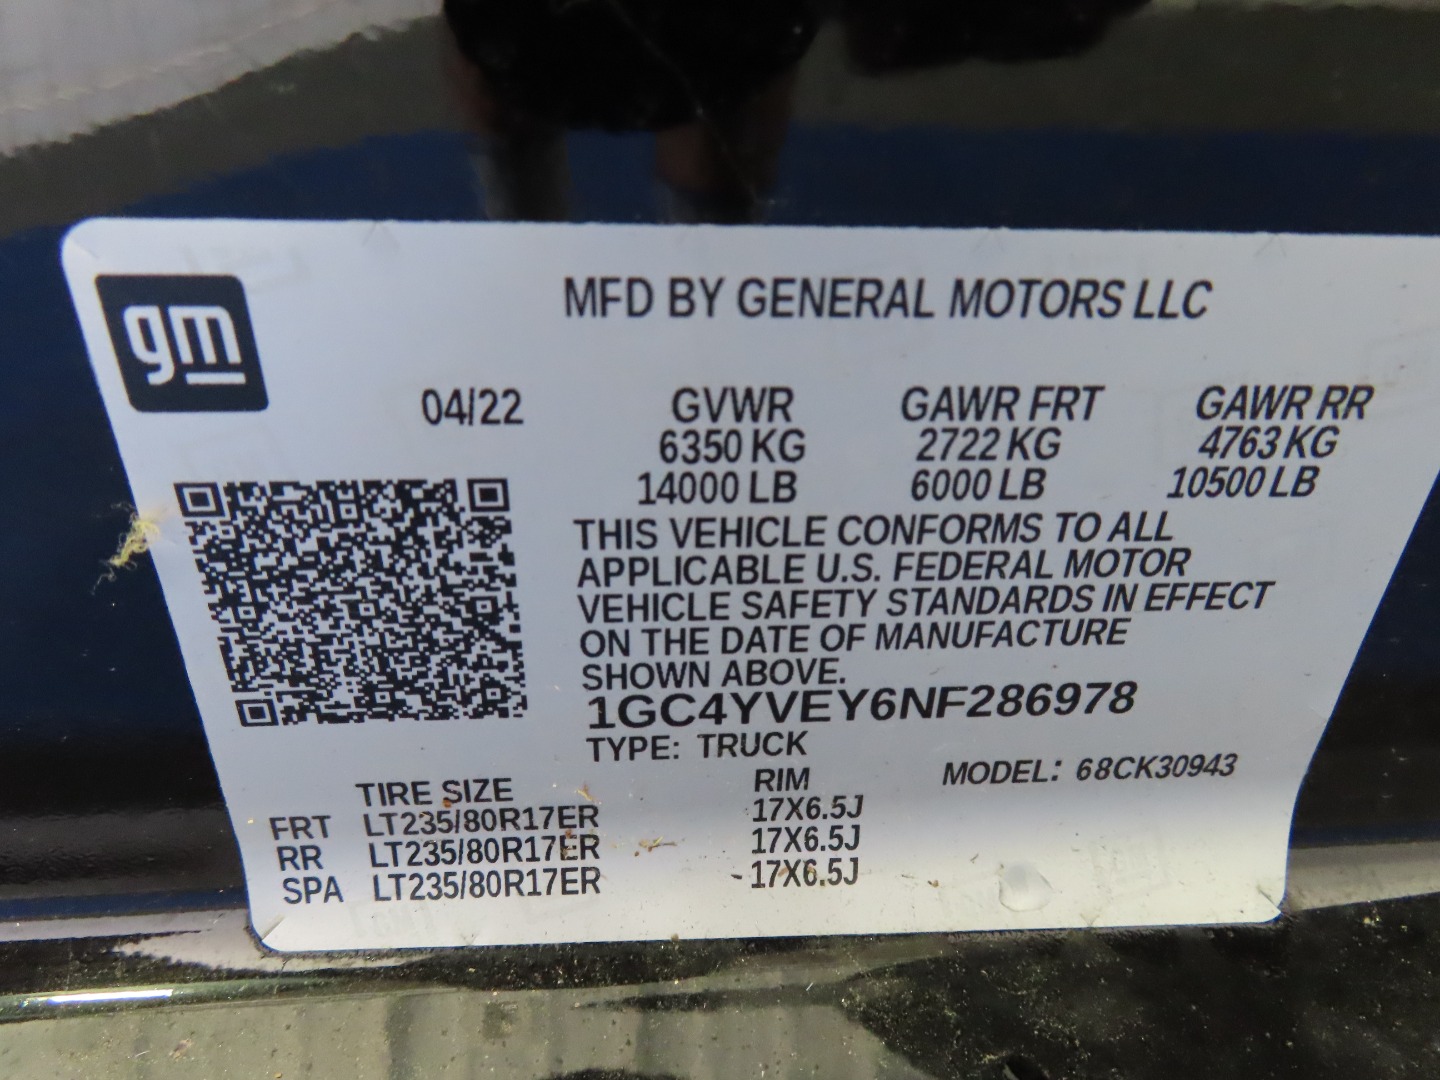 gm
MFD BY GENERAL MOTORS LLC
04/22 GVWR GAWR FRT GAWR RR
6350 KG 2722 KG 4763 KG
14000 LB 6000 LB 10500 LB
THIS VEHICLE CONFORMS TO ALL
APPLICABLE U.S. FEDERAL MOTOR
VEHICLE SAFETY STANDARDS IN EFFECT
ON THE DATE OF MANUFACTURE
SHOWN ABOVE.
1GC4YVEY6NF286978
TYPE: TRUCK
TIRE SIZE RIM MODEL: 68CK30943
FRT LT235/80R17ER 17X6.5J
RR LT235/80R17ER 17X6.5J
SPA LT235/80R17ER 17X6.5J